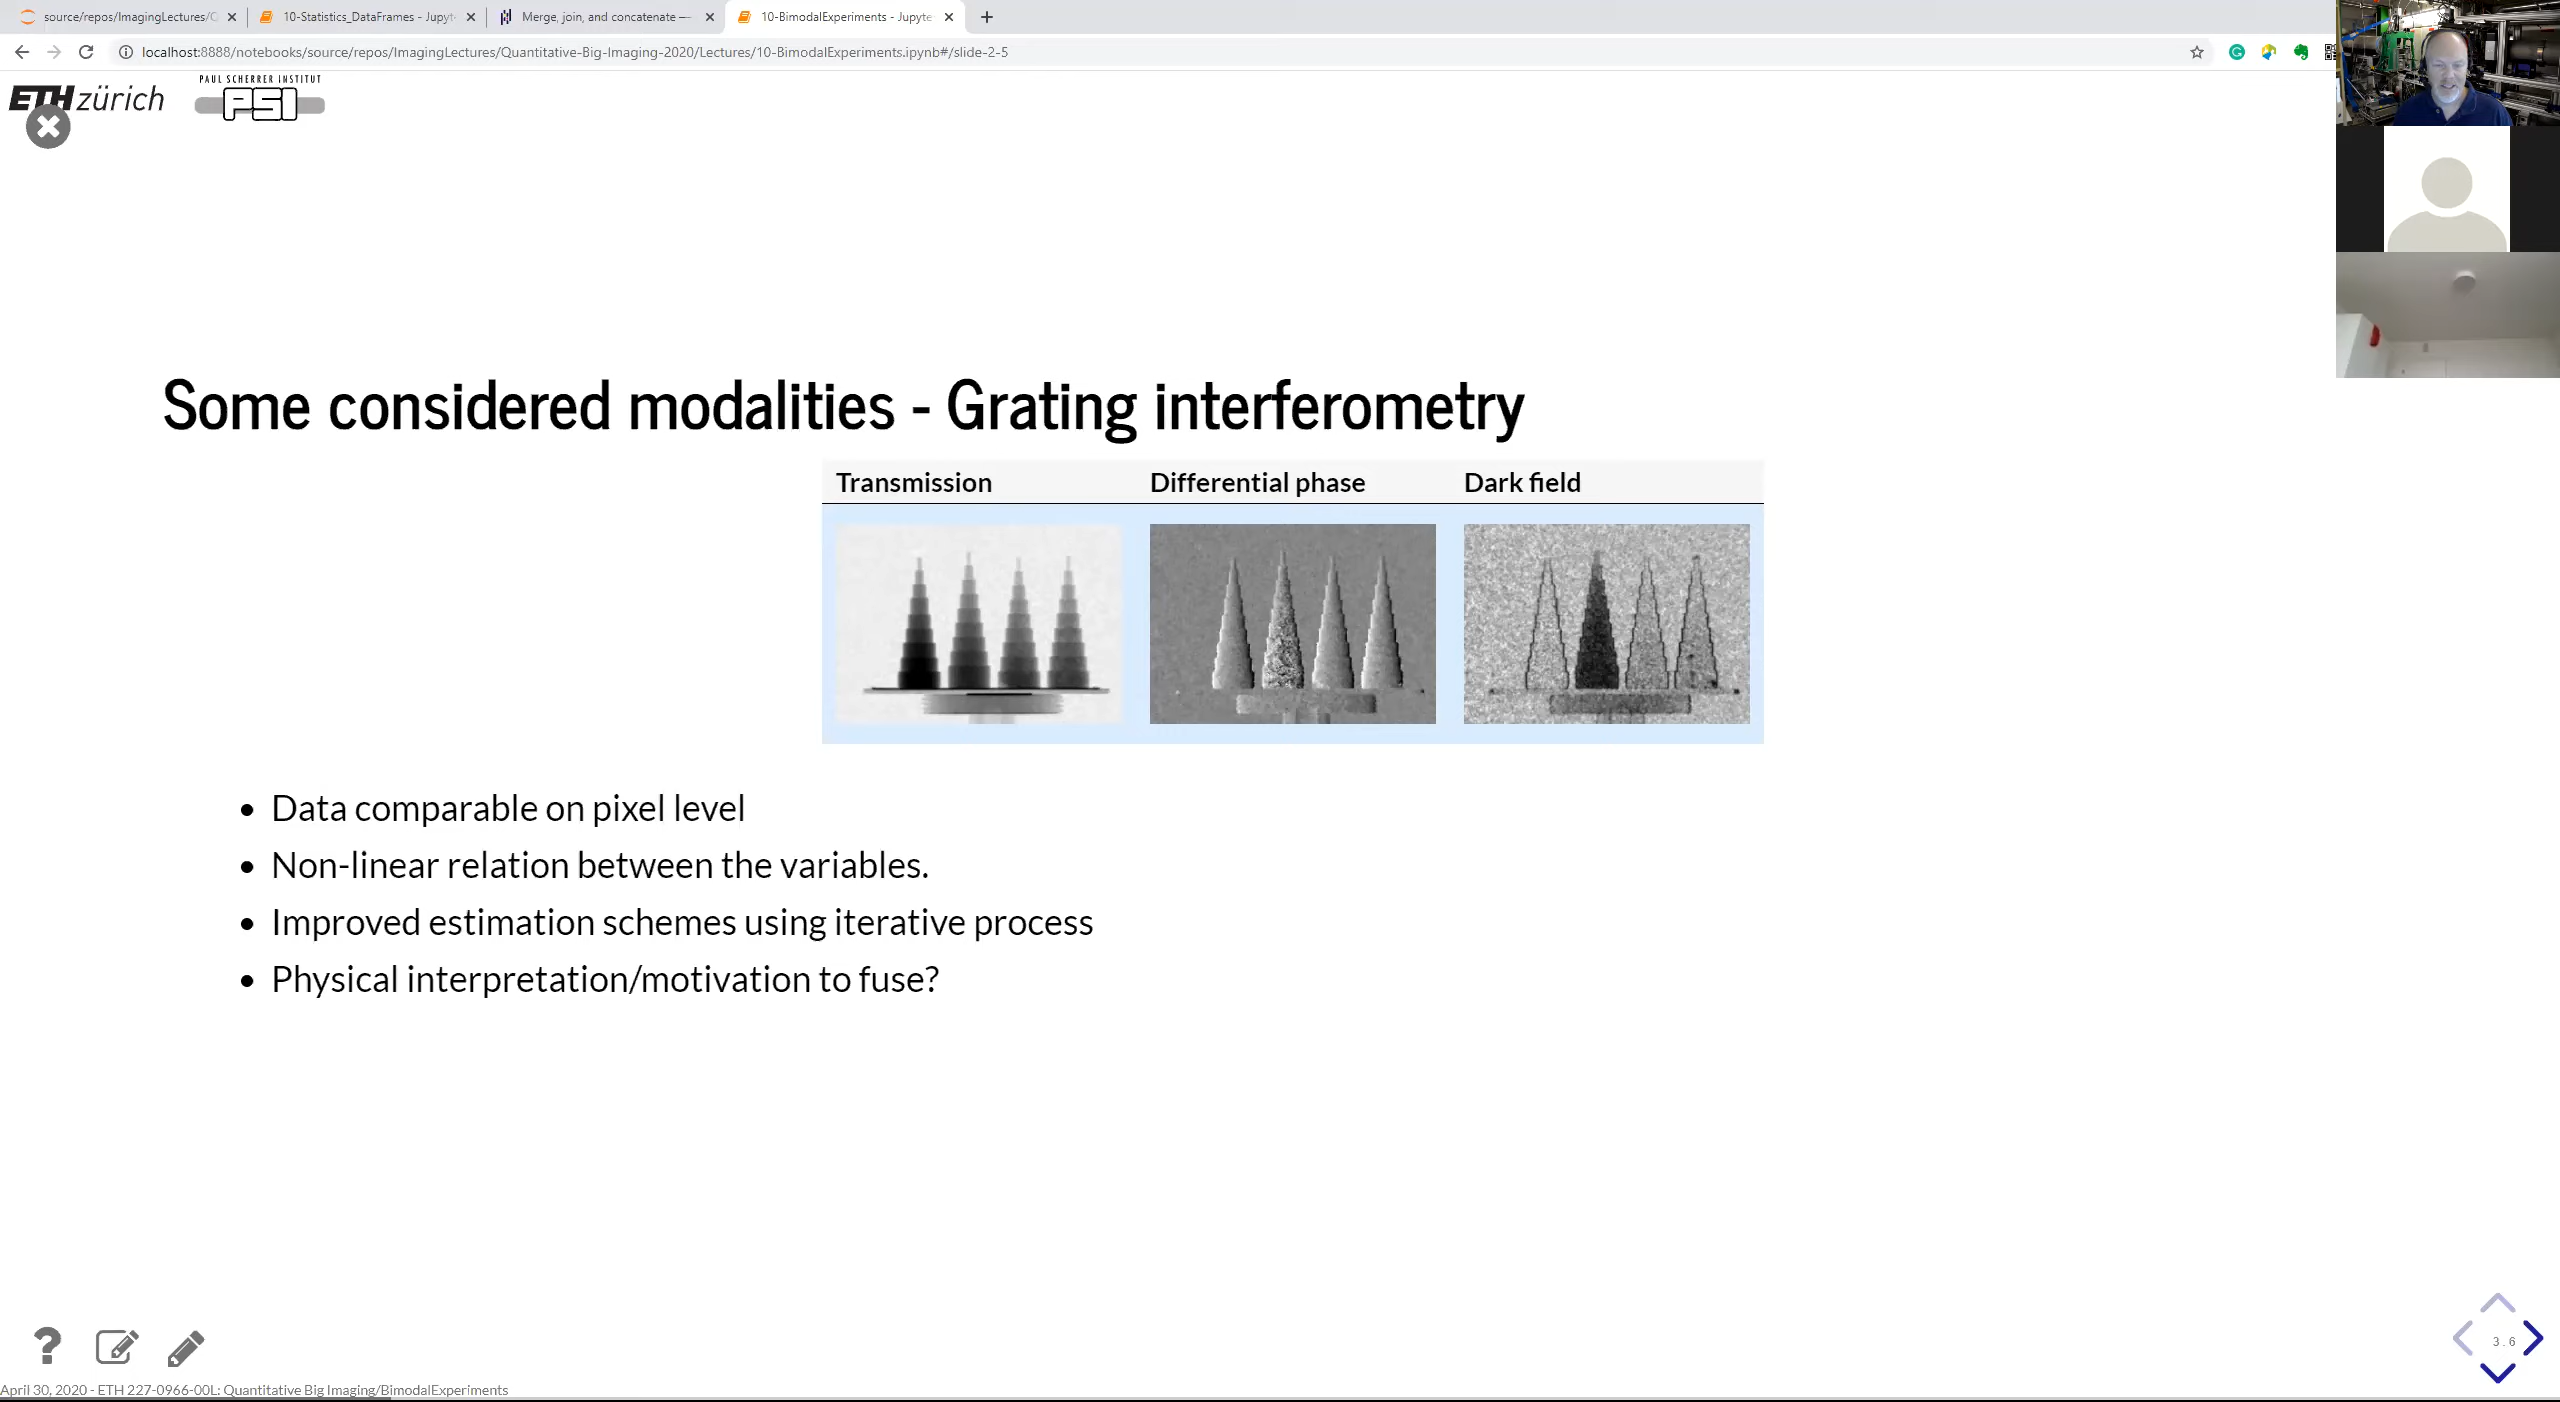 source/repos/ImagingLectures/Q
10-Statistics_DataFrames - Jupyt
Merge, join, and concatenate —
10-BimodalExperiments - Jupyte
localhost:8888/notebooks/source/repos/ImagingLectures/Quantitative-Big-Imaging-2020/Lectures/10-BimodalExperiments.ipynb#/slide-2-5
ETH zürich
PAUL SCHERRER INSTITUT
PSI
Some considered modalities - Grating interferometry
Transmission Differential phase Dark field
Data comparable on pixel level
Non-linear relation between the variables.
Improved estimation schemes using iterative process
Physical interpretation/motivation to fuse?
3.6
April 30, 2020 - ETH 227-0966-00L: Quantitative Big Imaging/BimodalExperiments